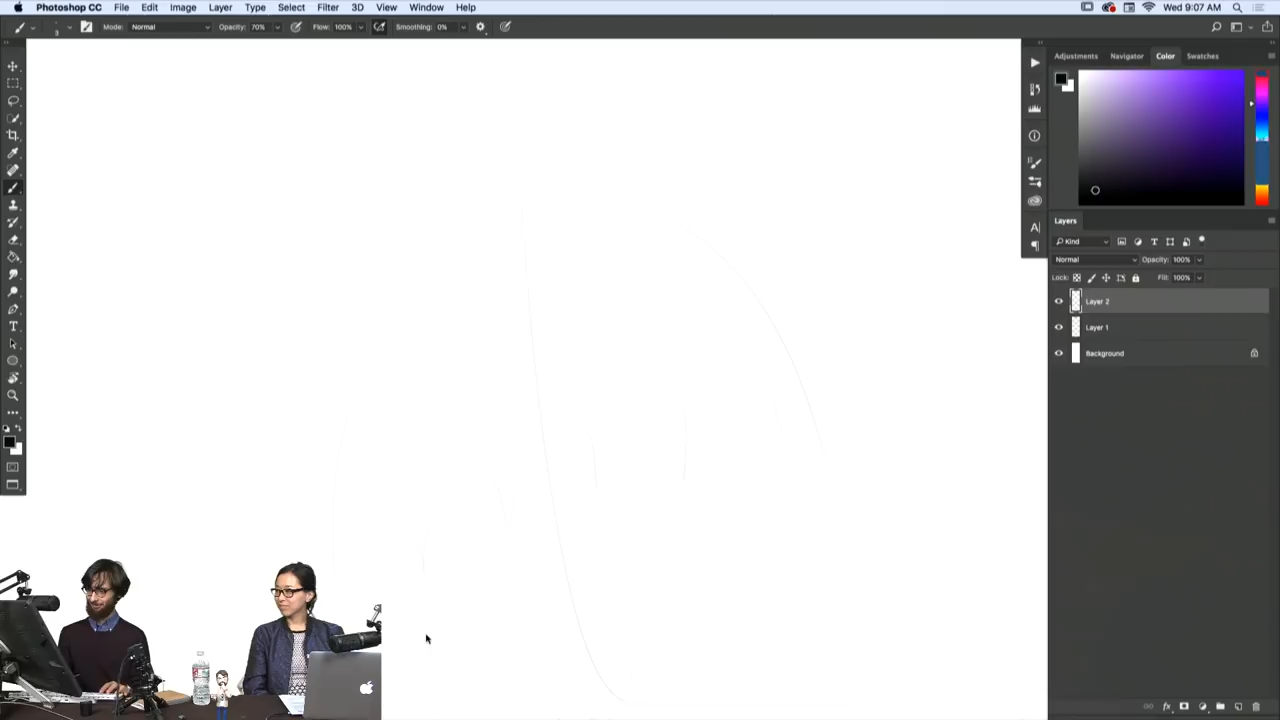 Photoshop CC File Edit Image Layer Type Select Filter 3D View Window Help Wed 9:07 AM
3 Mode: Normal Opacity: 70% Flow: 100% Smoothing: 0%
Adjustments Navigator Color Swatches
Layers
Kind
Normal Opacity: 100%
Lock: Fill: 100%
Layer 2
Layer 1
Background